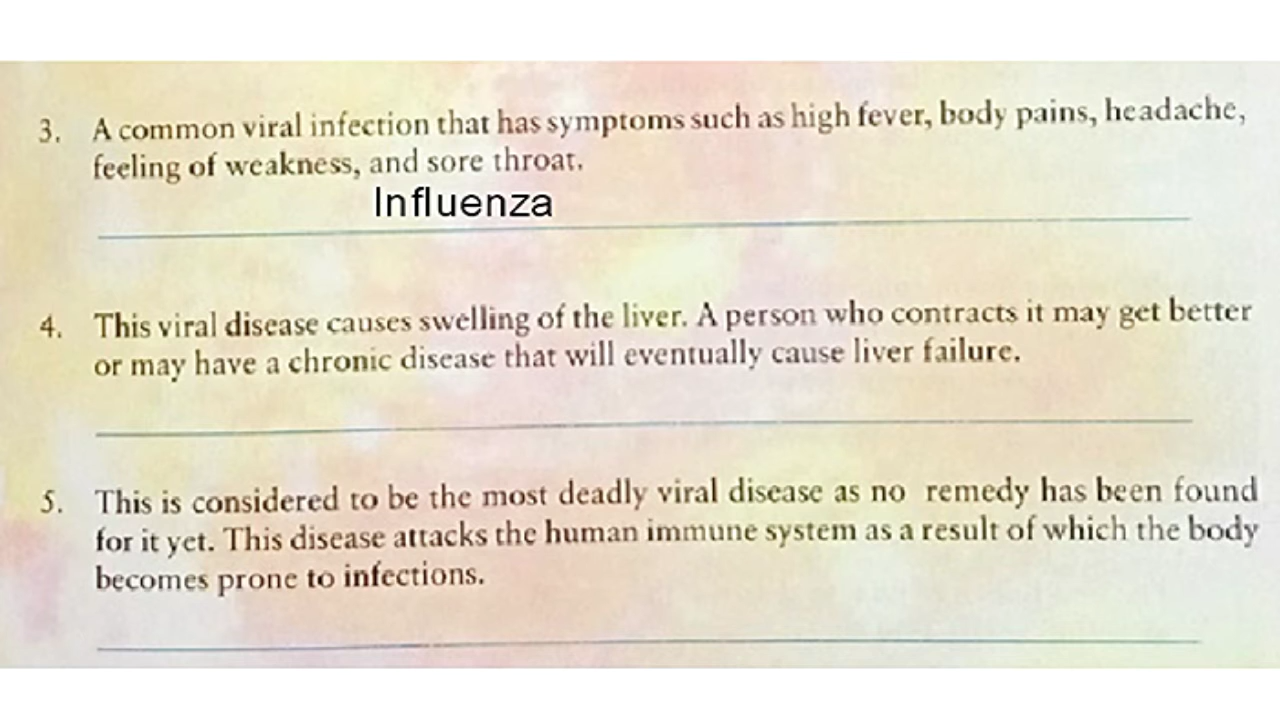 3. A common viral infection that has symptoms such as high fever, body pains, headache,
feeling of weakness, and sore throat.
Influenza
4. This viral disease causes swelling of the liver. A person who contracts it may get better
or may have a chronic disease that will eventually cause liver failure.
5. This is considered to be the most deadly viral disease as no remedy has been found
for it yet. This disease attacks the human immune system as a result of which the body
becomes prone to infections.